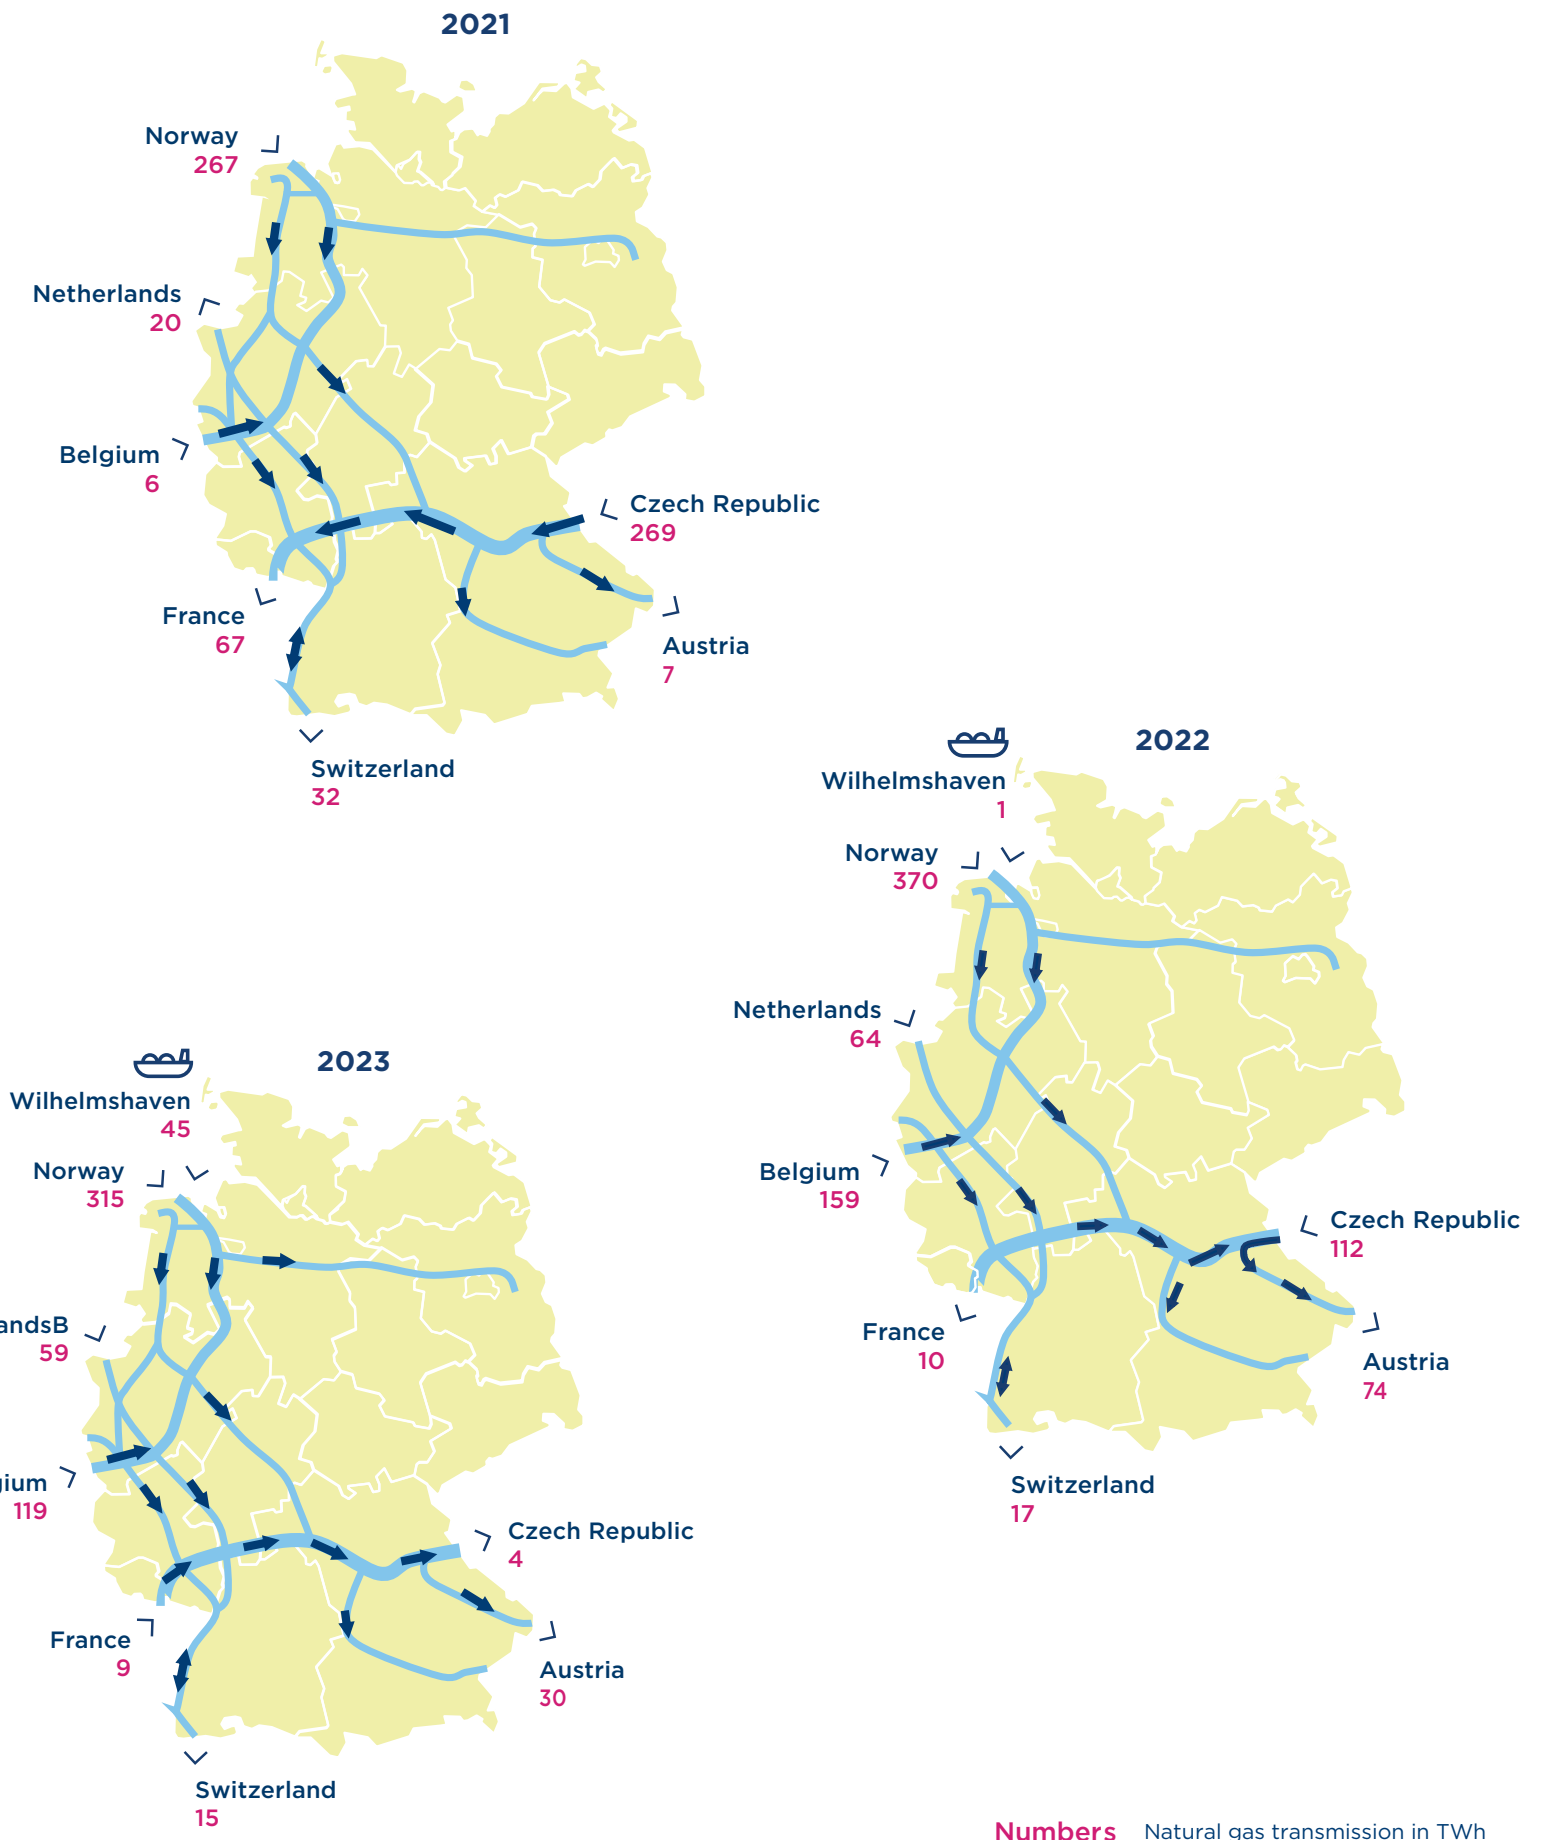 2021
Norway
267
Netherlands
20
Belgium
6
Czech Republic
269
France
67
Austria
7
Switzerland
32
2022
Wilhelmshaven
1
Norway
370
Netherlands
64
Belgium
159
Czech Republic
112
France
10
Austria
74
Switzerland
17
2023
Wilhelmshaven
45
Norway
315
andsB
59
gium
119
Czech Republic
4
France
9
Austria
30
Switzerland
15
Numbers Natural gas transmission in TWh